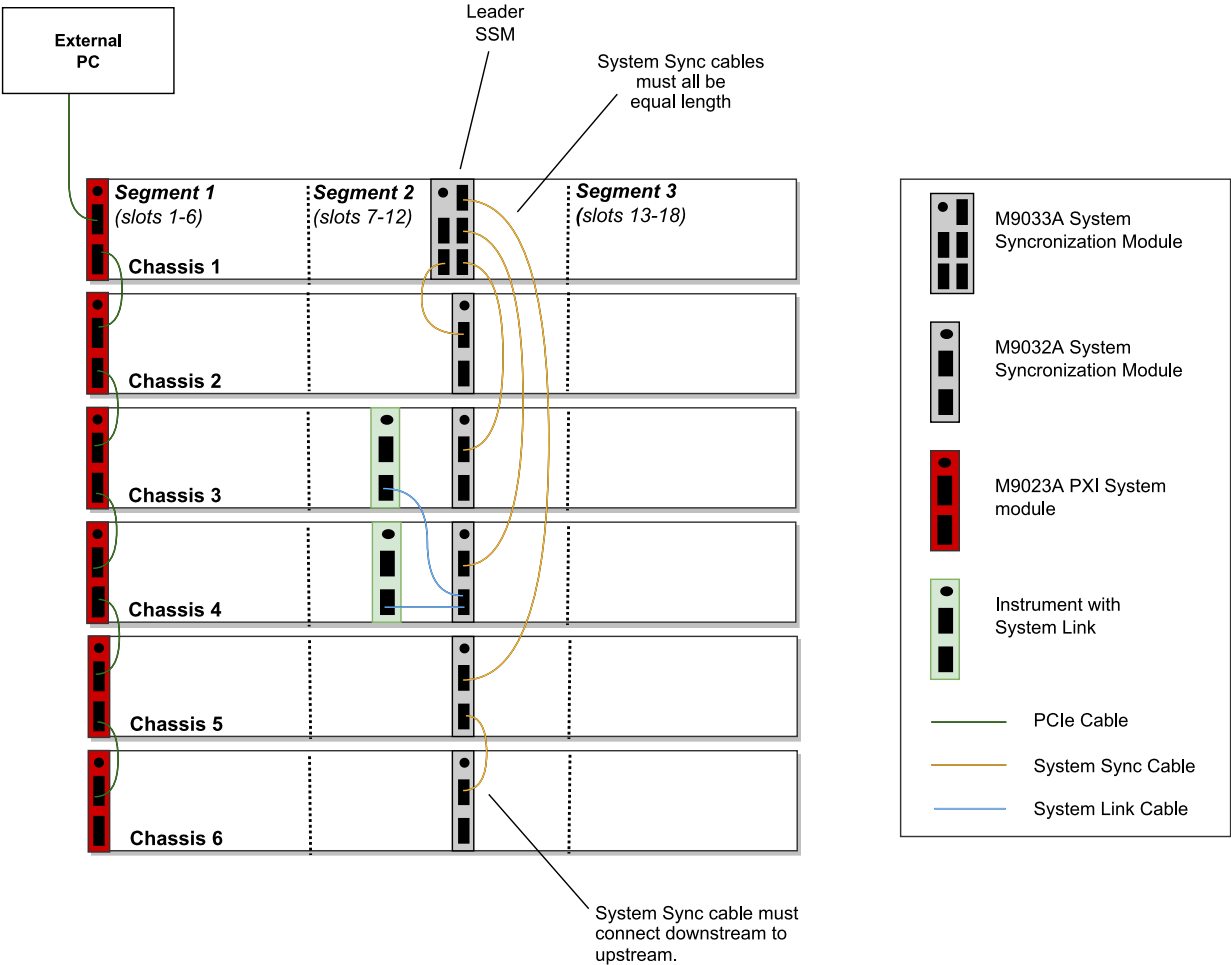 External
PC
Leader
SSM
System Sync cables
must all be
equal length
Segment 1
(slots 1-6)
Segment 2
(slots 7-12)
Segment 3
(slots 13-18)
Chassis 1
Chassis 2
Chassis 3
Chassis 4
Chassis 5
Chassis 6
System Sync cable must
connect downstream to
upstream.
M9033A System
Syncronization Module
M9032A System
Syncronization Module
M9023A PXI System
module
Instrument with
System Link
PCIe Cable
System Sync Cable
System Link Cable